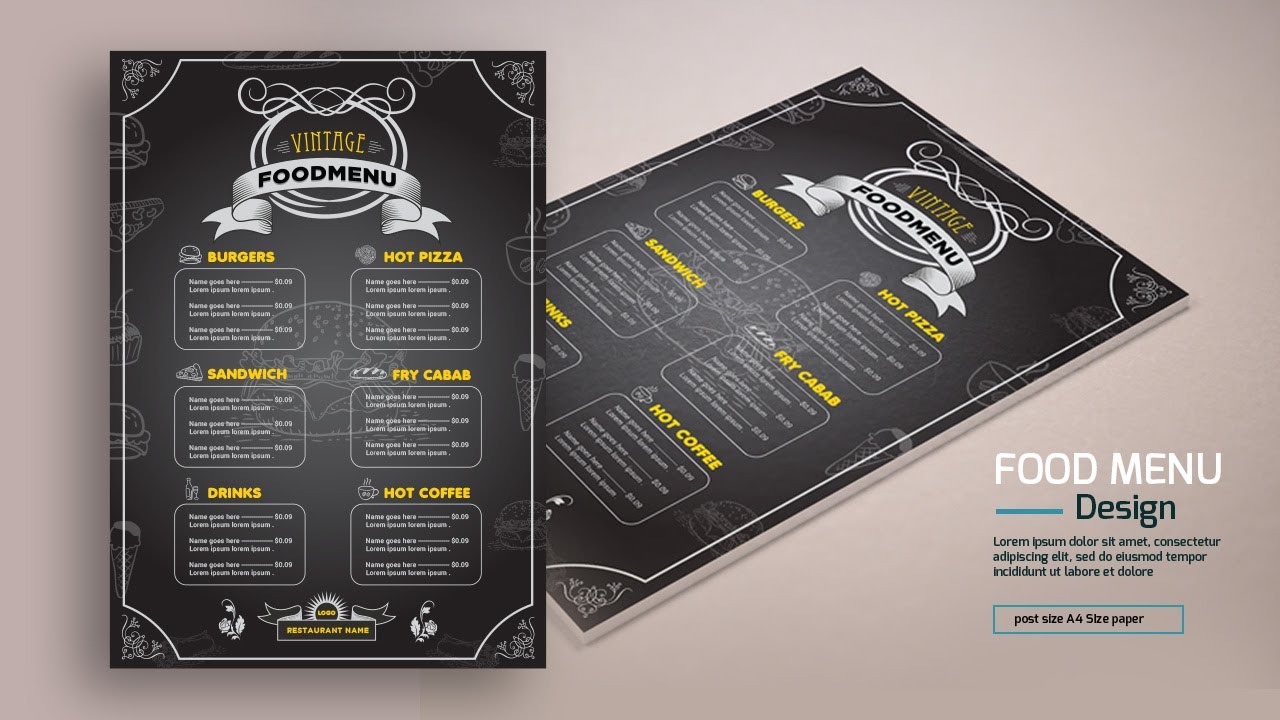 VINTAGE
FOODMENU
BURGERS
Name goes here $0.09
Lorem ipsum lorem ipsum .
Name goes here $0.09
Lorem ipsum lorem ipsum .
Name goes here $0.09
Lorem ipsum lorem ipsum .
HOT PIZZA
Name goes here $0.09
Lorem ipsum lorem ipsum .
Name goes here $0.09
Lorem ipsum lorem ipsum .
Name goes here $0.09
Lorem ipsum lorem ipsum .
SANDWICH
Name goes here $0.09
Lorem ipsum lorem ipsum .
Name goes here $0.09
Lorem ipsum lorem ipsum .
Name goes here $0.09
Lorem ipsum lorem ipsum .
FRY CABAB
Name goes here $0.09
Lorem ipsum lorem ipsum .
Name goes here $0.09
Lorem ipsum lorem ipsum .
Name goes here $0.09
Lorem ipsum lorem ipsum .
DRINKS
Name goes here $0.09
Lorem ipsum lorem ipsum .
Name goes here $0.09
Lorem ipsum lorem ipsum .
Name goes here $0.09
Lorem ipsum lorem ipsum .
HOT COFFEE
Name goes here $0.09
Lorem ipsum lorem ipsum .
Name goes here $0.09
Lorem ipsum lorem ipsum .
Name goes here $0.09
Lorem ipsum lorem ipsum .
LOGO
RESTAURANT NAME
VINTAGE
FOODMENU
BURGERS
SANDWICH
HOT PIZZA
FRY CABAB
HOT COFFEE
FOOD MENU
Design
Lorem ipsum dolor sit amet, consectetur
adipiscing elit, sed do eiusmod tempor
incididunt ut labore et dolore
post size A4 SIze paper